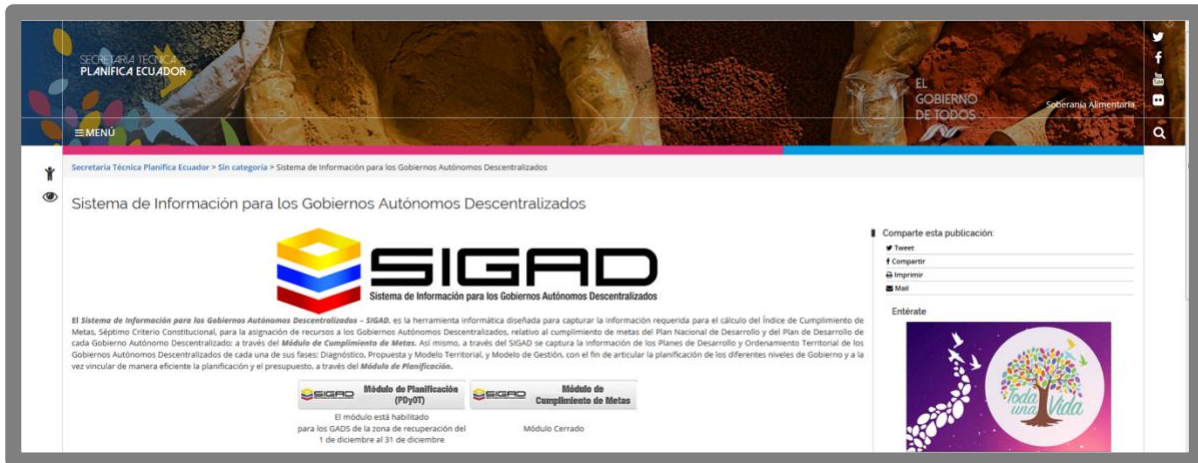 SECRETARÍA TÉCNICA
PLANIFICA ECUADOR
EL
GOBIERNO
DE TODOS
Soberanía Alimentaria
MENÚ
Secretaría Técnica Planifica Ecuador > Sin categoría > Sistema de Información para los Gobiernos Autónomos Descentralizados
Sistema de Información para los Gobiernos Autónomos Descentralizados
SIGAD
Sistema de Información para los Gobiernos Autónomos Descentralizados
El Sistema de Información para los Gobiernos Autónomos Descentralizados – SIGAD, es la herramienta informática diseñada para capturar la información requerida para el cálculo del Índice de Cumplimiento de
Metas, Séptimo Criterio Constitucional, para la asignación de recursos a los Gobiernos Autónomos Descentralizados, relativo al cumplimiento de metas del Plan Nacional de Desarrollo y del Plan de Desarrollo de
cada Gobierno Autónomo Descentralizado; a través del Módulo de Cumplimiento de Metas. Así mismo, a través del SIGAD se captura la información de los Planes de Desarrollo y Ordenamiento Territorial de los
Gobiernos Autónomos Descentralizados de cada una de sus fases: Diagnóstico, Propuesta y Modelo Territorial, y Modelo de Gestión, con el fin de articular la planificación de los diferentes niveles de Gobierno y a la
vez vincular de manera eficiente la planificación y el presupuesto, a través del Módulo de Planificación.
SIGAD Módulo de Planificación
(PDyOT)
El módulo está habilitado
para los GADS de la zona de recuperación del
1 de diciembre al 31 de diciembre
SIGAD Módulo de
Cumplimiento de Metas
Módulo Cerrado
Comparte esta publicación:
Tweet
Compartir
Imprimir
Mail
Entérate
Toda
una Vida